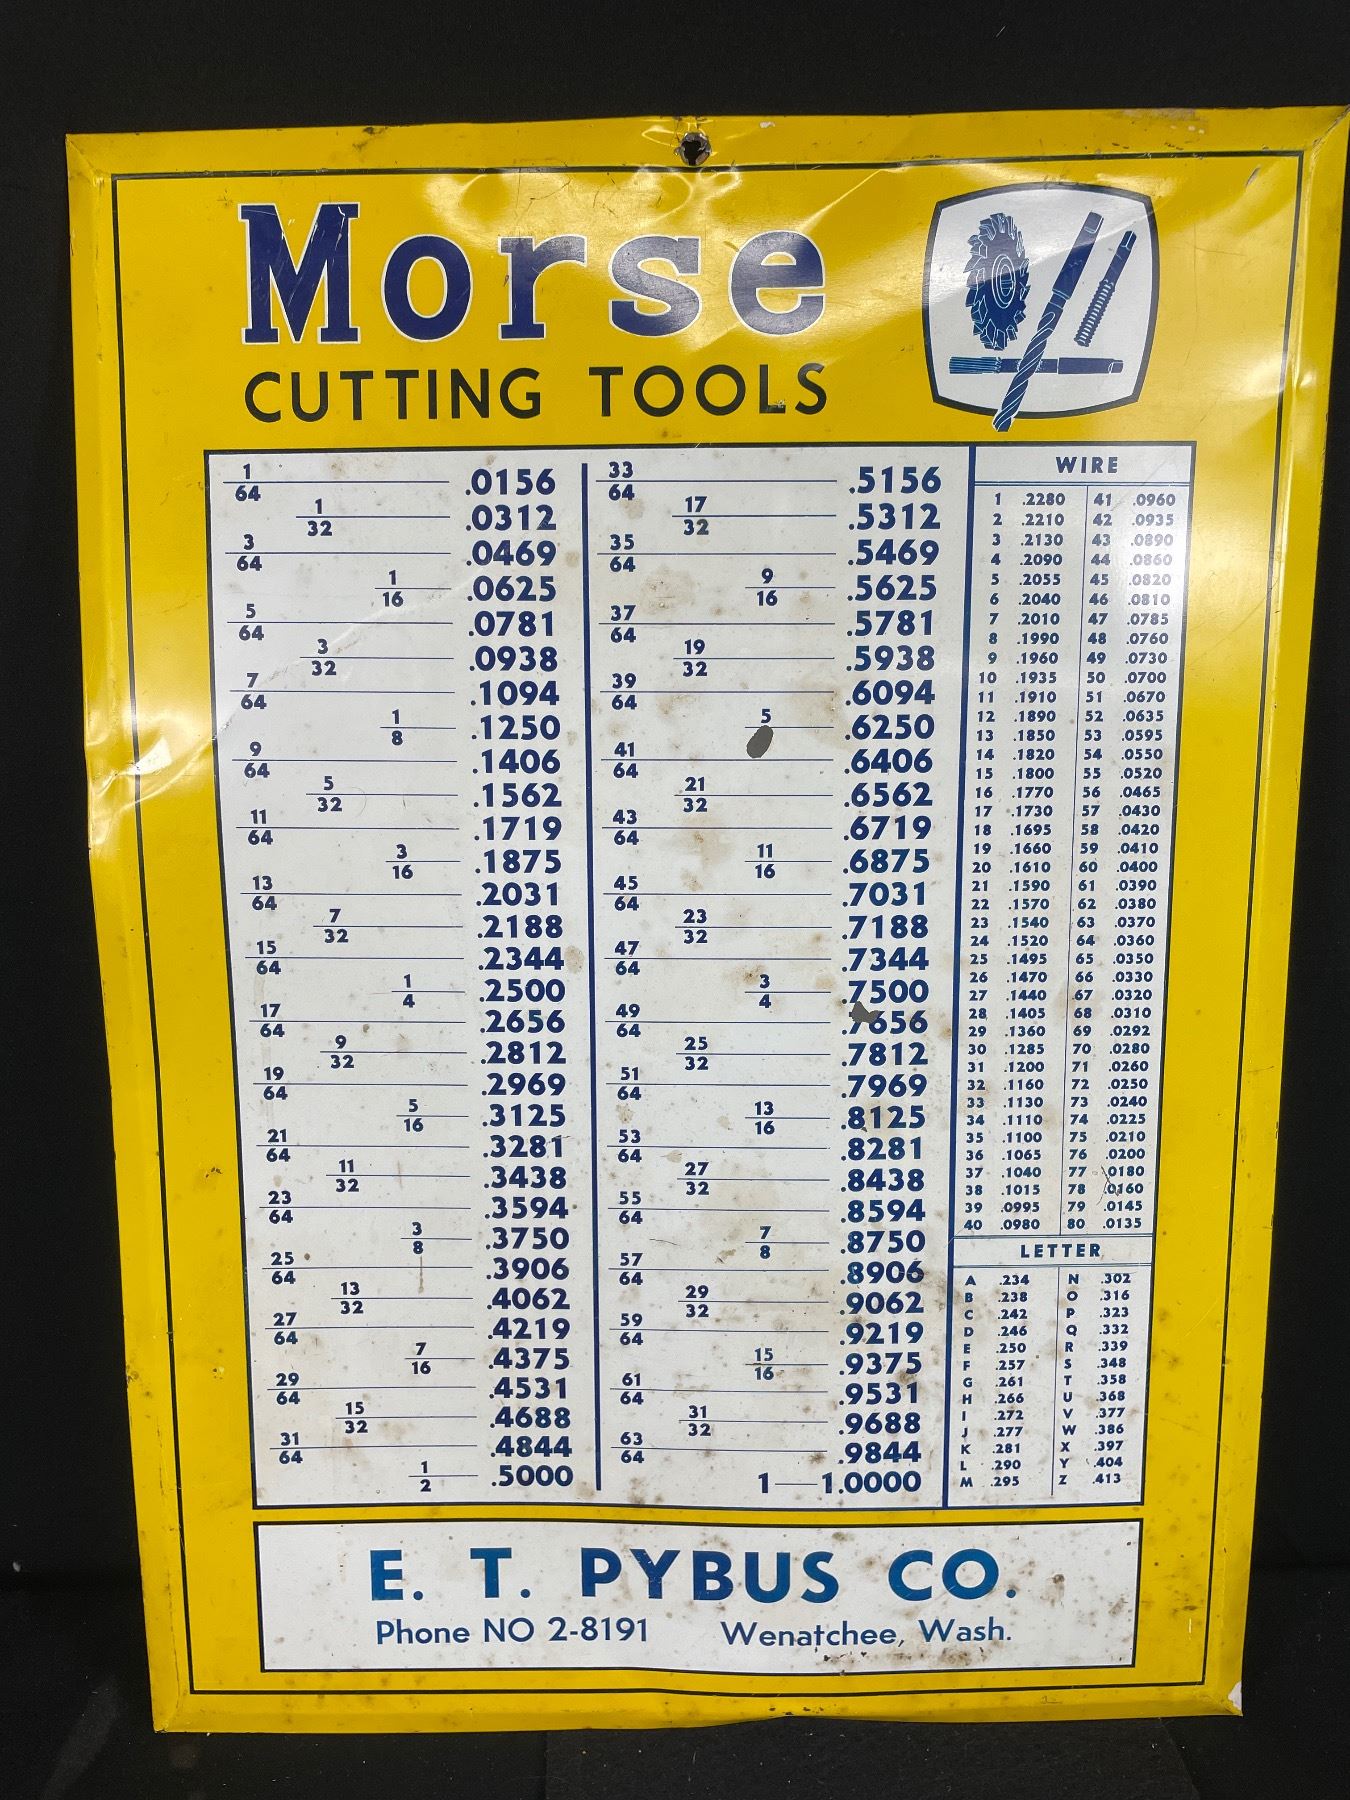 Morse
CUTTING TOOLS
1/64 .0156
1/32 .0312
3/64 .0469
1/16 .0625
5/64 .0781
3/32 .0938
7/64 .1094
1/8 .1250
9/64 .1406
5/32 .1562
11/64 .1719
3/16 .1875
13/64 .2031
7/32 .2188
15/64 .2344
1/4 .2500
17/64 .2656
9/32 .2812
19/64 .2969
5/16 .3125
21/64 .3281
11/32 .3438
23/64 .3594
3/8 .3750
25/64 .3906
13/32 .4062
27/64 .4219
7/16 .4375
29/64 .4531
15/32 .4688
31/64 .4844
1/2 .5000
33/64 .5156
17/32 .5312
35/64 .5469
9/16 .5625
37/64 .5781
19/32 .5938
39/64 .6094
5 .6250
41/64 .6406
21/32 .6562
43/64 .6719
11/16 .6875
45/64 .7031
23/32 .7188
47/64 .7344
3/4 .7500
49/64 .7656
25/32 .7812
51/64 .7969
13/16 .8125
53/64 .8281
27/32 .8438
55/64 .8594
7/8 .8750
57/64 .8906
29/32 .9062
59/64 .9219
15/16 .9375
61/64 .9531
31/32 .9688
63/64 .9844
1 1.0000
WIRE
1 .2280 41 .0960
2 .2210 42 .0935
3 .2130 43 .0890
4 .2090 44 .0860
5 .2055 45 .0820
6 .2040 46 .0810
7 .2010 47 .0785
8 .1990 48 .0760
9 .1960 49 .0730
10 .1935 50 .0700
11 .1910 51 .0670
12 .1890 52 .0635
13 .1850 53 .0595
14 .1820 54 .0550
15 .1800 55 .0520
16 .1770 56 .0465
17 .1730 57 .0430
18 .1695 58 .0420
19 .1660 59 .0410
20 .1610 60 .0400
21 .1590 61 .0390
22 .1570 62 .0380
23 .1540 63 .0370
24 .1520 64 .0360
25 .1495 65 .0350
26 .1470 66 .0330
27 .1440 67 .0320
28 .1405 68 .0310
29 .1360 69 .0292
30 .1285 70 .0280
31 .1200 71 .0260
32 .1160 72 .0250
33 .1130 73 .0240
34 .1110 74 .0225
35 .1100 75 .0210
36 .1065 76 .0200
37 .1040 77 .0180
38 .1015 78 .0160
39 .0995 79 .0145
40 .0980 80 .0135
LETTER
A .234 N .302
B .238 O .316
C .242 P .323
D .246 Q .332
E .250 R .339
F .257 S .348
G .261 T .358
H .266 U .368
I .272 V .377
J .277 W .386
K .281 X .397
L .290 Y .404
M .295 Z .413
E. T. PYBUS CO.
Phone NO 2-8191 Wenatchee, Wash.